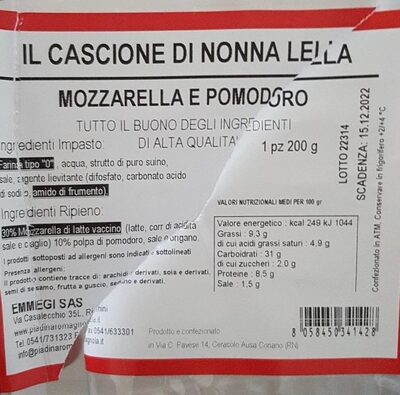 IL CASCIONE DI NONNA LELLA
MOZZARELLA E POMODORO
TUTTO IL BUONO DEGLI INGREDIENTI
DI ALTA QUALITA'
1 pz 200 g
Ingredienti Impasto:
Farina tipo "0", acqua, strutto di puro suino,
sale, agente lievitante (difosfato, carbonato acido
di sodio, amido di frumento).
Ingredienti Ripieno:
30% Mozzarella di latte vaccino (latte, corr di acidità
sale e caglio) 10% polpa di pomodoro, sale e origano.
I prodotti sottoposti ad allergeni sono indicati e sottolineati
Presenza allergeni:
Il prodotto contiene tracce di: arachidi e derivati, soia e derivati,
semi di sesamo, frutta a guscio, sedano e derivati.
EMMEGI SAS
Via Casalecchio 35L, Rimini
Tel. 0541/731323 0541/633301
info@piadinaromagnola.it
VALORI NUTRIZIONALI MEDI PER 100 gr
Valore energetico : kcal 249 kJ 1044
Grassi : 9,3 g
di cui acidi grassi saturi : 4,9 g
Carboidrati : 31 g
di cui zuccheri : 2,0 g
Proteine : 8,5g
Sale : 1,5g
Prodotto e confezionato
in Via C. Pavese 14, Cerasolo Ausa Coriano (RN)
LOTTO 22314
SCADENZA: 15.12.2022
Confezionato in ATM. Conservare in frigorifero +2/+4 °C
8 058450 341428